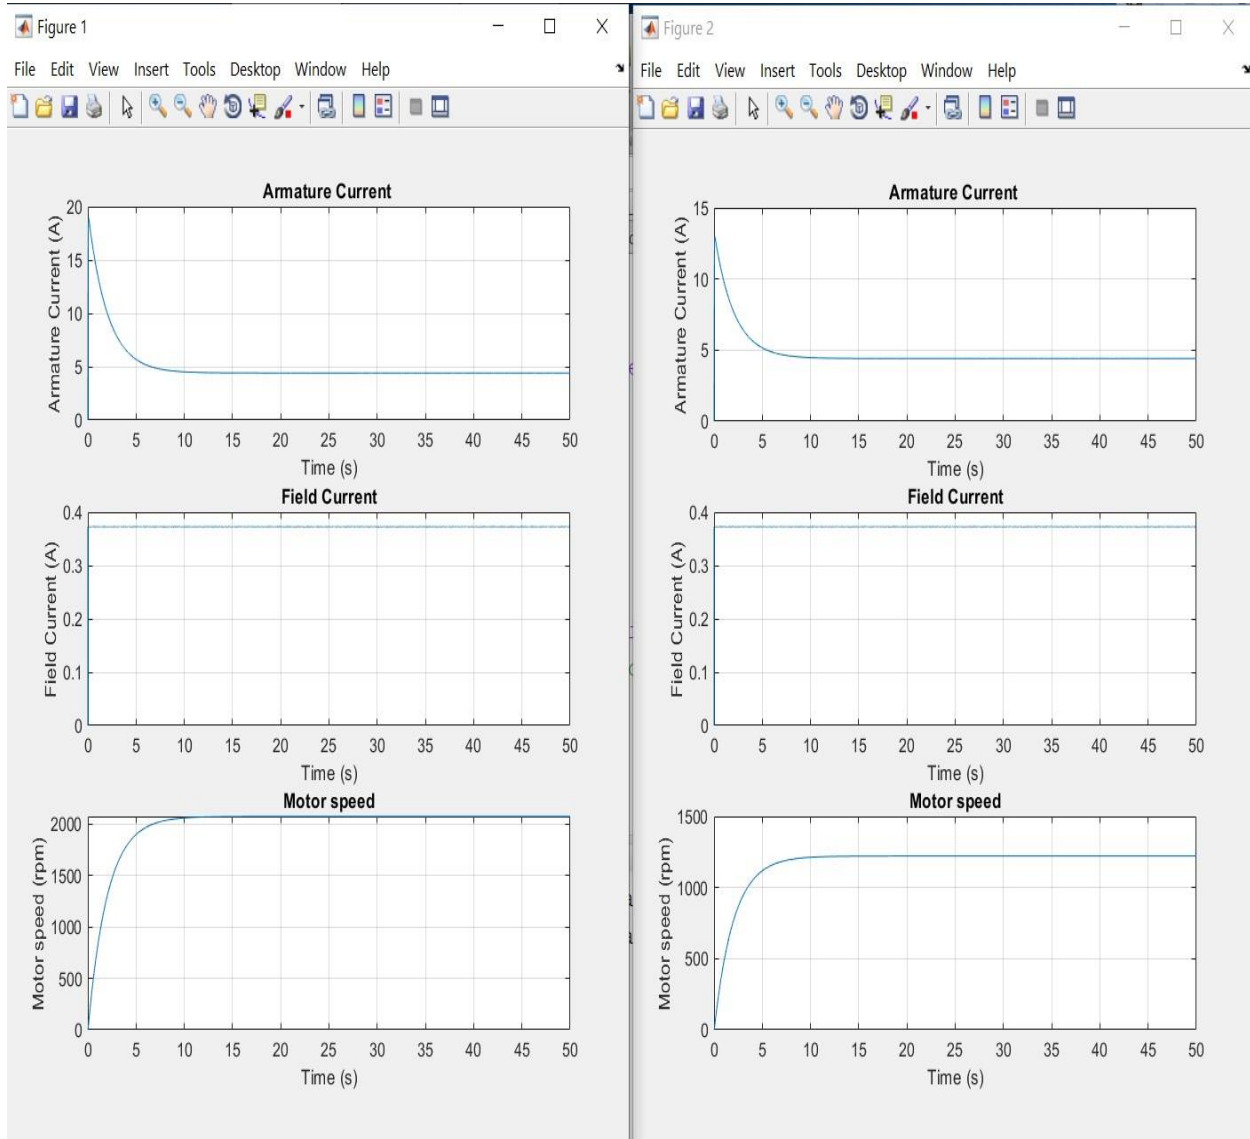 Figure 1
File Edit View Insert Tools Desktop Window Help
Armature Current
Armature Current (A)
20
15
10
5
0
0 5 10 15 20 25 30 35 40 45 50
Time (s)
Field Current
Field Current (A)
0.4
0.3
0.2
0.1
0
0 5 10 15 20 25 30 35 40 45 50
Time (s)
Motor speed
Motor speed (rpm)
2000
1500
1000
500
0
0 5 10 15 20 25 30 35 40 45 50
Time (s)
Figure 2
File Edit View Insert Tools Desktop Window Help
Armature Current
Armature Current (A)
15
10
5
0
0 5 10 15 20 25 30 35 40 45 50
Time (s)
Field Current
Field Current (A)
0.4
0.3
0.2
0.1
0
0 5 10 15 20 25 30 35 40 45 50
Time (s)
Motor speed
Motor speed (rpm)
1500
1000
500
0
0 5 10 15 20 25 30 35 40 45 50
Time (s)